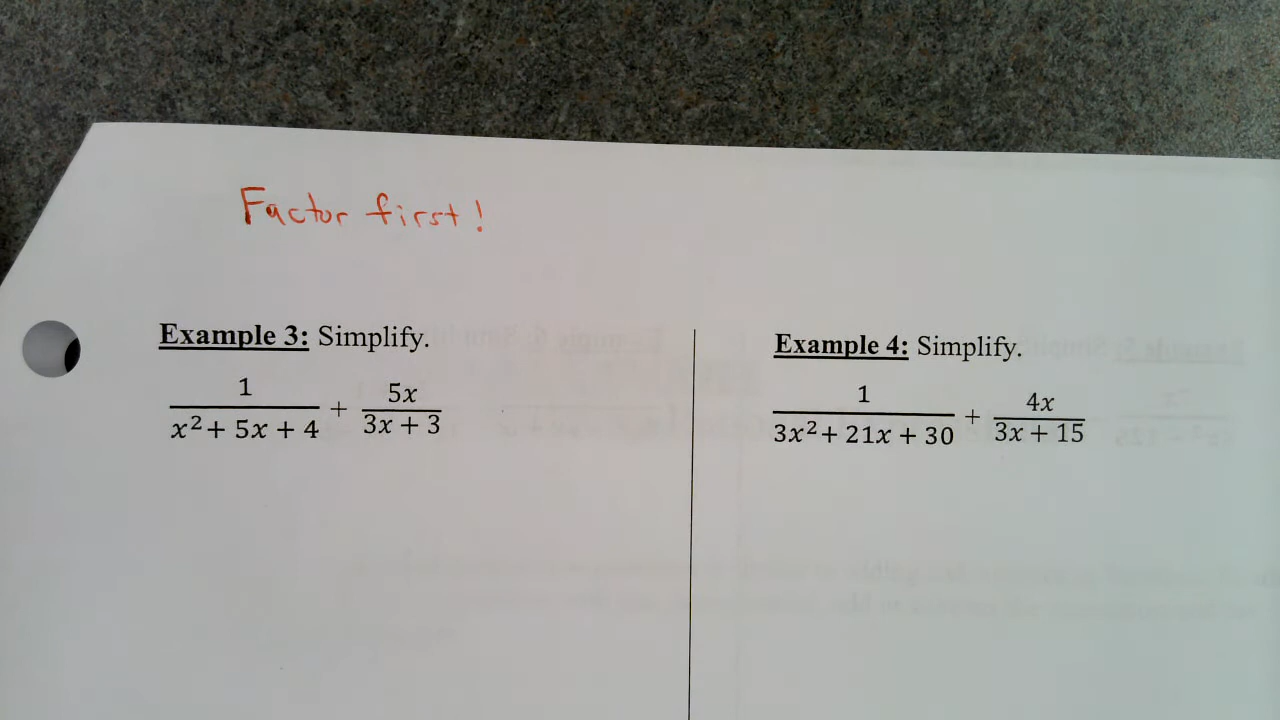 Factor first!
Example 3: Simplify.
1/(x²+ 5x + 4) + 5x/(3x + 3)
Example 4: Simplify.
1/(3x²+ 21x + 30) + 4x/(3x + 15)